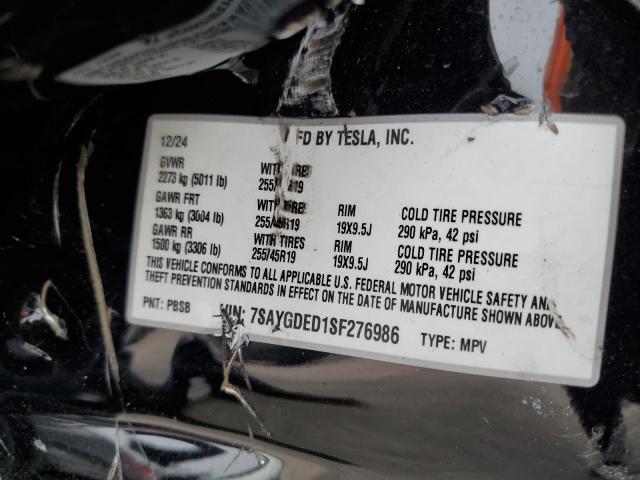 12/24 FD BY TESLA, INC.
GVWR
2273 kg (5011 lb)
GAWR FRT
1363 kg (3004 lb)
GAWR RR
1500 kg (3306 lb)
255/ R19
255/45R19
WITH TIRES
255/45R19
RIM
19X9.5J
RIM
19X9.5J
COLD TIRE PRESSURE
290 kPa, 42 psi
COLD TIRE PRESSURE
290 kPa, 42 psi
THIS VEHICLE CONFORMS TO ALL APPLICABLE U.S. FEDERAL MOTOR VEHICLE SAFETY AND
THEFT PREVENTION STANDARDS IN EFFECT ON THE DATE OF MANUFACTURE SHOWN ABOVE
PNT: PBSB VIN: 7SAYGDED1SF276986 TYPE: MPV